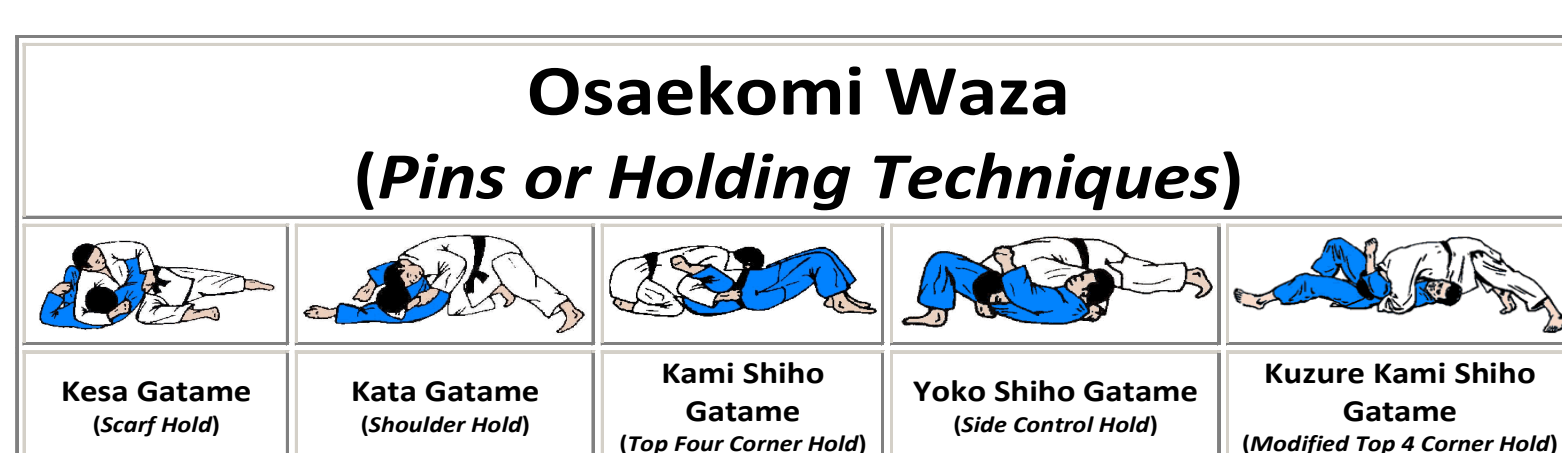 Osaekomi Waza
(Pins or Holding Techniques)
Kesa Gatame
(Scarf Hold)
Kata Gatame
(Shoulder Hold)
Kami Shiho
Gatame
(Top Four Corner Hold)
Yoko Shiho Gatame
(Side Control Hold)
Kuzure Kami Shiho
Gatame
(Modified Top 4 Corner Hold)